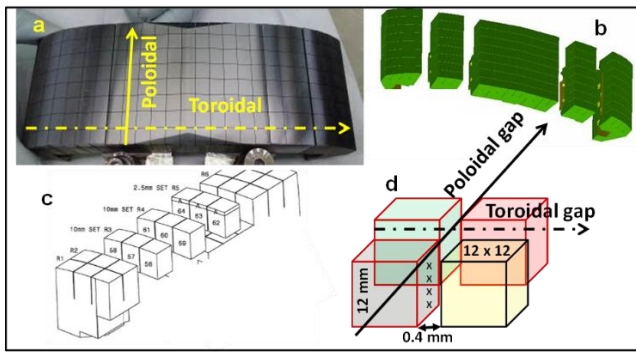 a
Poloidal
Toroidal
b
c
2.5mm SET R5
R6
10mm SET R4
10mm SET R3
R2
R1
64
63
62
61
60
59
58
57
56
d
Poloidal gap
Toroidal gap
12 x 12
12 mm
x
x
x
x
0.4 mm